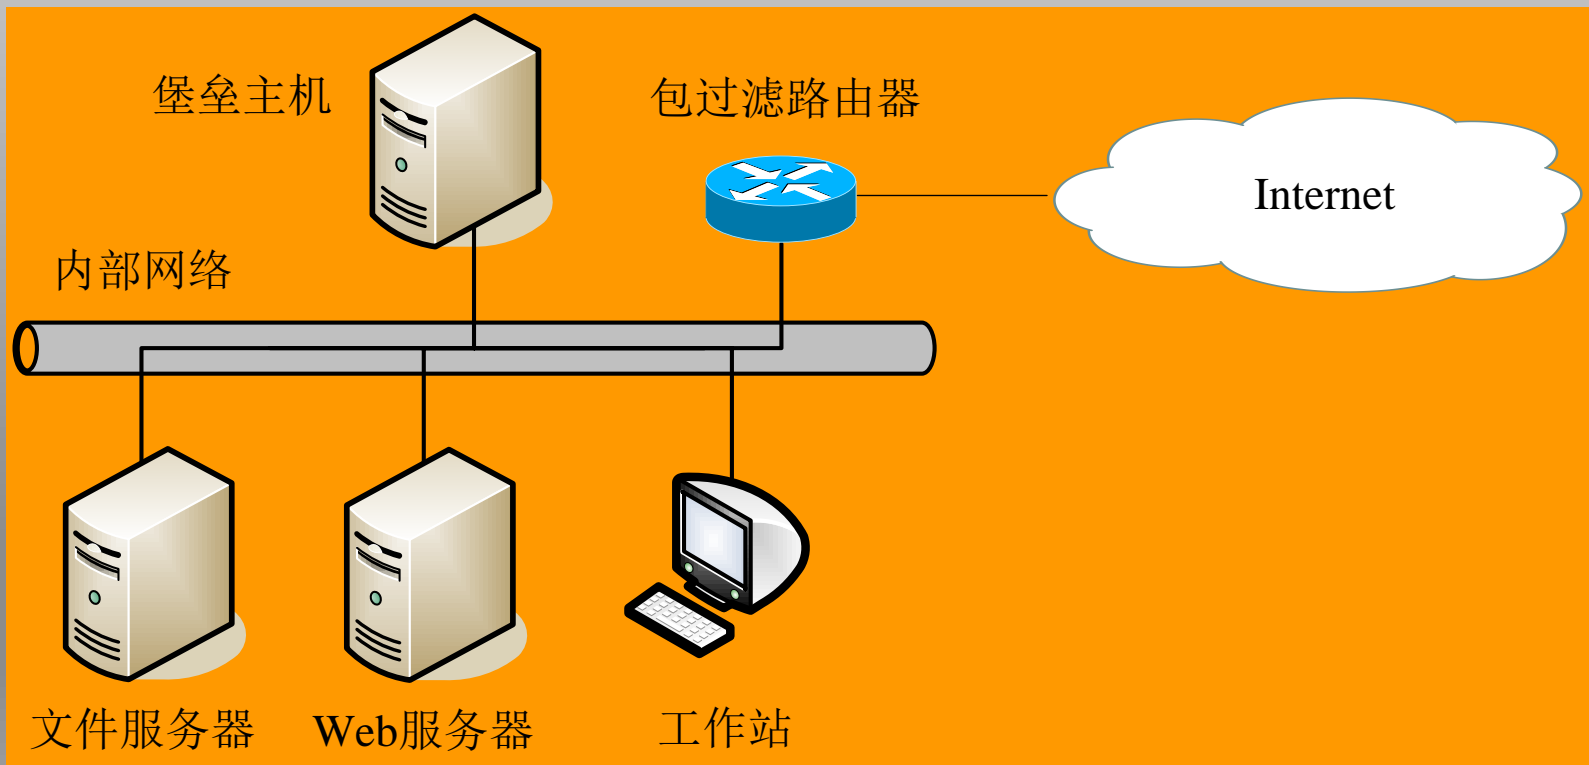 堡垒主机
包过滤路由器
Internet
内部网络
文件服务器
Web服务器
工作站